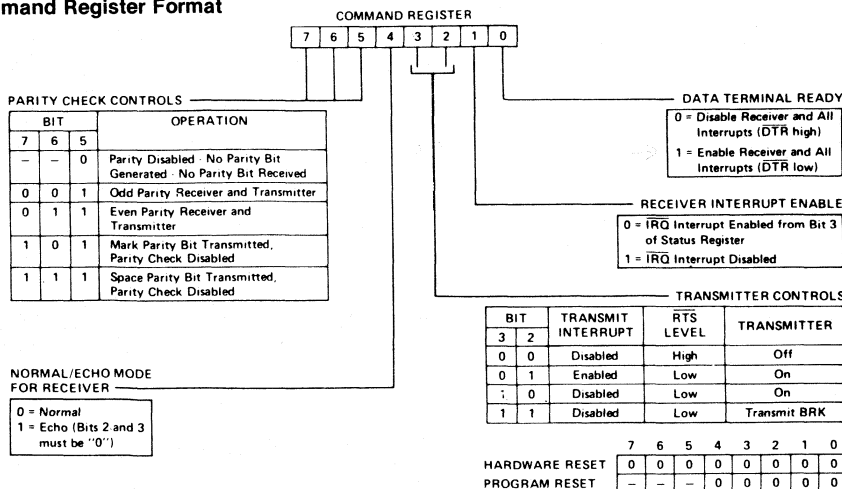 mand Register Format
COMMAND REGISTER
7 6 5 4 3 2 1 0
PARITY CHECK CONTROLS
BIT OPERATION
7 6 5
– – 0 Parity Disabled - No Parity Bit
Generated - No Parity Bit Received
0 0 1 Odd Parity Receiver and Transmitter
0 1 1 Even Parity Receiver and
Transmitter
1 0 1 Mark Parity Bit Transmitted,
Parity Check Disabled
1 1 1 Space Parity Bit Transmitted,
Parity Check Disabled
NORMAL/ECHO MODE
FOR RECEIVER
0 = Normal
1 = Echo (Bits 2 and 3
must be "0")
DATA TERMINAL READY
0 = Disable Receiver and All
Interrupts (DTR high)
1 = Enable Receiver and All
Interrupts (DTR low)
RECEIVER INTERRUPT ENABLE
0 = IRQ Interrupt Enabled from Bit 3
of Status Register
1 = IRQ Interrupt Disabled
TRANSMITTER CONTROLS
BIT TRANSMIT INTERRUPT RTS LEVEL TRANSMITTER
3 2
0 0 Disabled High Off
0 1 Enabled Low On
1 0 Disabled Low On
1 1 Disabled Low Transmit BRK
7 6 5 4 3 2 1 0
HARDWARE RESET 0 0 0 0 0 0 0 0
PROGRAM RESET – – – 0 0 0 0 0